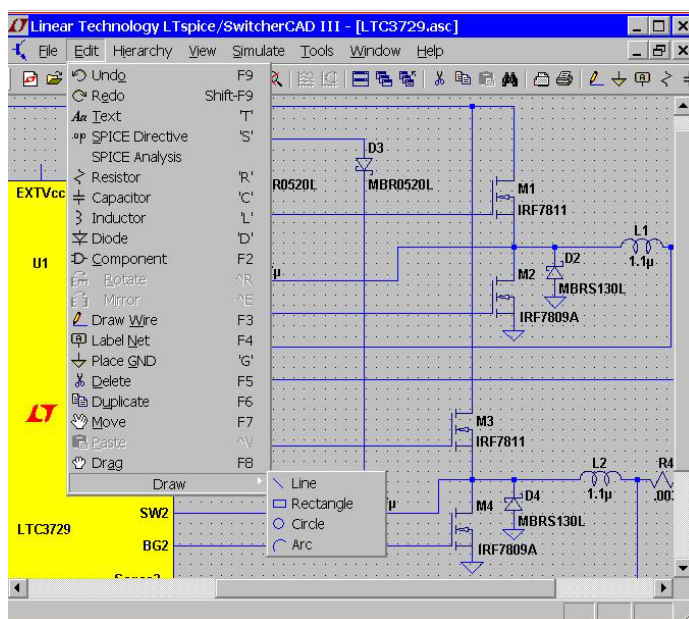 Linear Technology LTspice/SwitcherCAD III - [LTC3729.asc]
File Edit Hierarchy View Simulate Tools Window Help
Undo F9
Redo Shift-F9
Text 'T'
SPICE Directive 'S'
SPICE Analysis
Resistor 'R'
Capacitor 'C'
Inductor 'L'
Diode 'D'
Component F2
Rotate ^R
Mirror ^E
Draw Wire F3
Label Net F4
Place GND 'G'
Delete F5
Duplicate F6
Move F7
Paste ^V
Drag F8
Draw
Line
Rectangle
Circle
Arc
EXTVcc
U1
LTC3729
SW2
BG2
D3
MBR0520L
M1
IRF7811
L1
1.1µ
D2
MBRS130L
M2
IRF7809A
M3
IRF7811
L2
1.1µ
R4
D4
MBRS130L
M4
IRF7809A